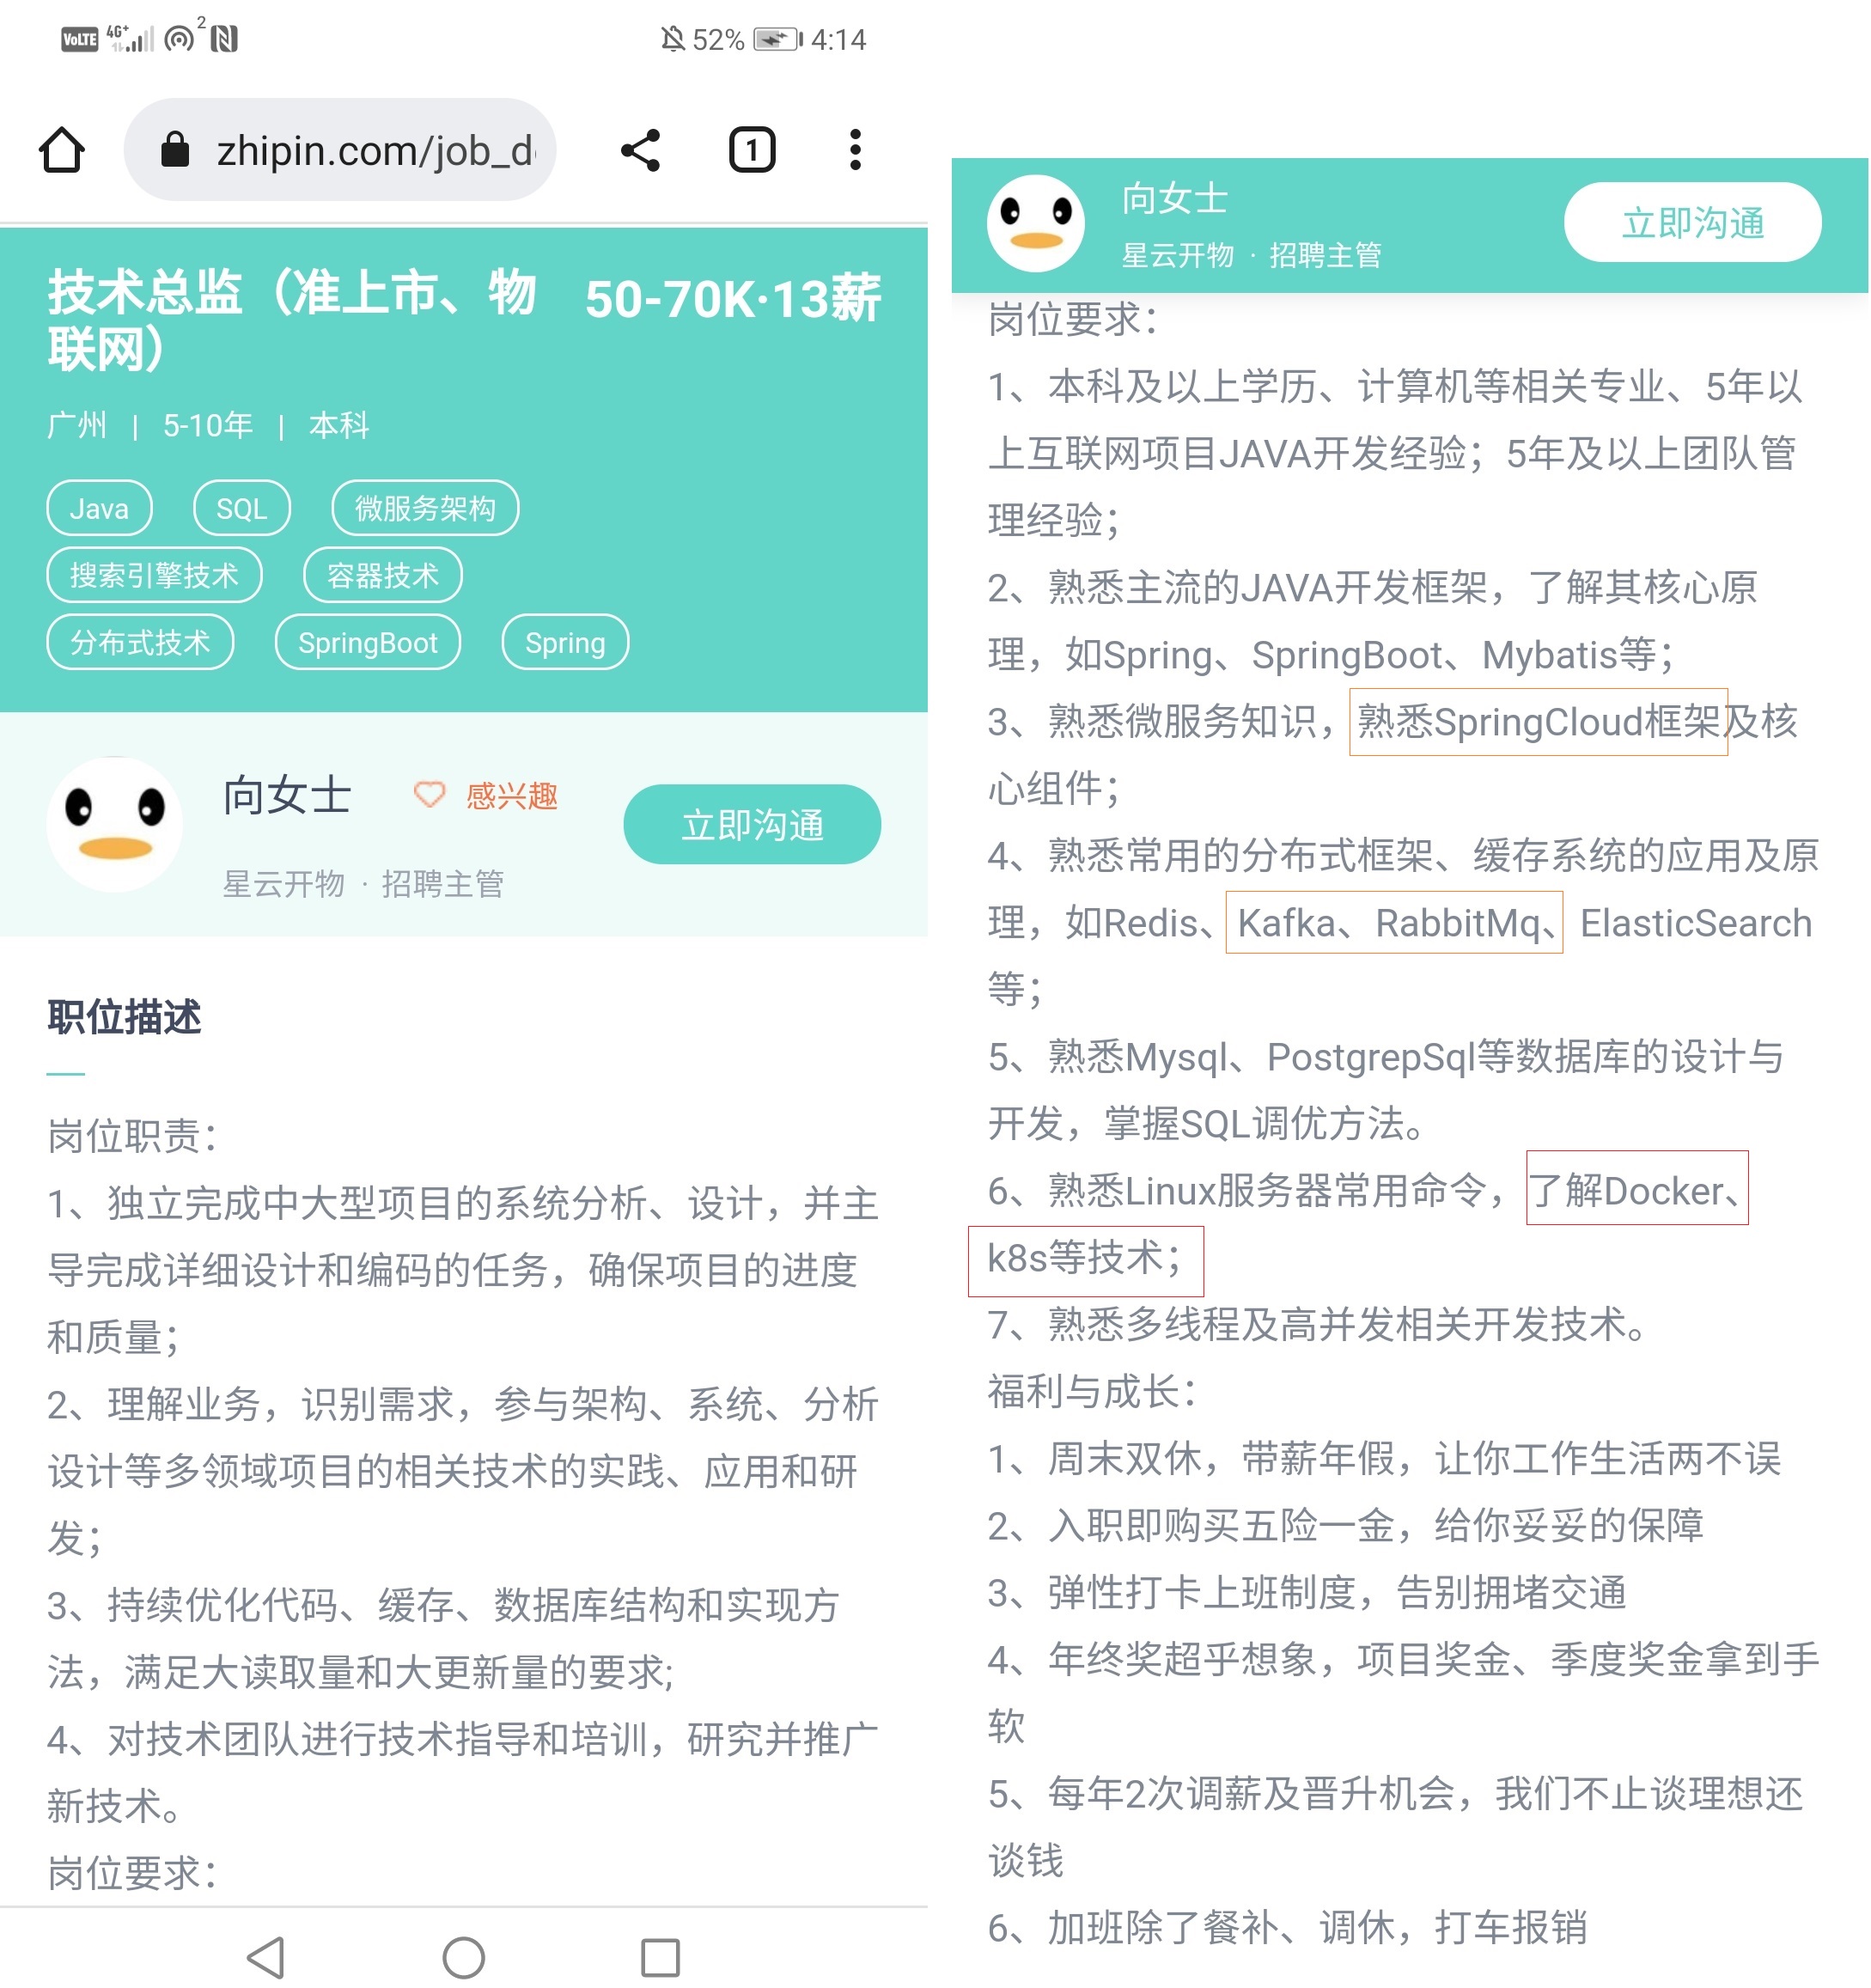 VoLTE 4G+ 2 52% 4:14
zhipin.com/job_d
1
技术总监（准上市、物
联网）
50-70K·13薪
广州 | 5-10年 | 本科
Java SQL 微服务架构
搜索引擎技术 容器技术
分布式技术 SpringBoot Spring
向女士 感兴趣
立即沟通
星云开物 · 招聘主管
职位描述
岗位职责：
1、独立完成中大型项目的系统分析、设计，并主
导完成详细设计和编码的任务，确保项目的进度
和质量；
2、理解业务，识别需求，参与架构、系统、分析
设计等多领域项目的相关技术的实践、应用和研
发；
3、持续优化代码、缓存、数据库结构和实现方
法，满足大读取量和大更新量的要求;
4、对技术团队进行技术指导和培训，研究并推广
新技术。
岗位要求：
向女士
星云开物 · 招聘主管
立即沟通
岗位要求：
1、本科及以上学历、计算机等相关专业、5年以
上互联网项目JAVA开发经验；5年及以上团队管
理经验；
2、熟悉主流的JAVA开发框架，了解其核心原
理，如Spring、SpringBoot、Mybatis等；
3、熟悉微服务知识，熟悉SpringCloud框架及核
心组件；
4、熟悉常用的分布式框架、缓存系统的应用及原
理，如Redis、Kafka、RabbitMq、ElasticSearch
等；
5、熟悉Mysql、PostgrepSql等数据库的设计与
开发，掌握SQL调优方法。
6、熟悉Linux服务器常用命令，了解Docker、
k8s等技术；
7、熟悉多线程及高并发相关开发技术。
福利与成长：
1、周末双休，带薪年假，让你工作生活两不误
2、入职即购买五险一金，给你妥妥的保障
3、弹性打卡上班制度，告别拥堵交通
4、年终奖超乎想象，项目奖金、季度奖金拿到手
软
5、每年2次调薪及晋升机会，我们不止谈理想还
谈钱
6、加班除了餐补、调休，打车报销